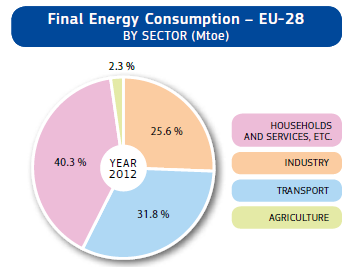 Final Energy Consumption – EU-28
BY SECTOR (Mtoe)
2.3 %
25.6 %
40.3 %
YEAR
2012
31.8 %
HOUSEHOLDS
AND SERVICES, ETC.
INDUSTRY
TRANSPORT
AGRICULTURE